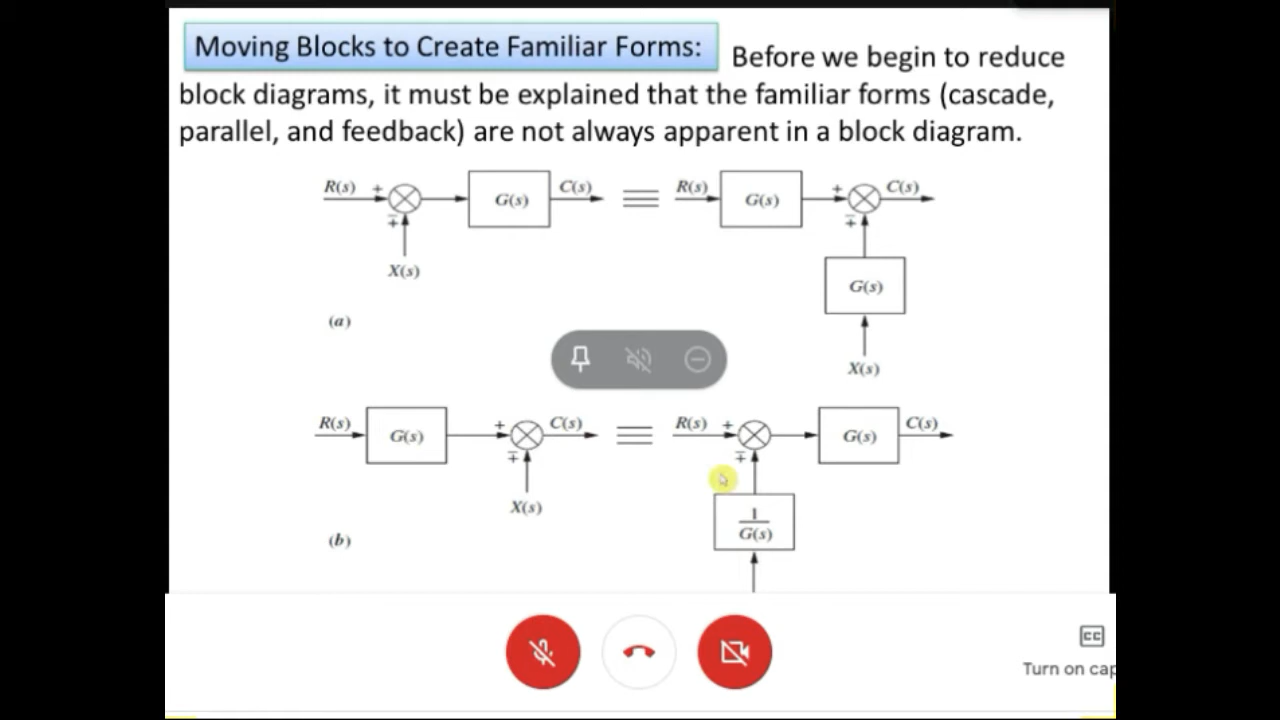 Moving Blocks to Create Familiar Forms: Before we begin to reduce
block diagrams, it must be explained that the familiar forms (cascade,
parallel, and feedback) are not always apparent in a block diagram.
R(s) + G(s) C(s) R(s) G(s) + C(s)
∓ ∓
X(s)
G(s)
(a)
X(s)
R(s) G(s) + C(s) R(s) + G(s) C(s)
∓ ∓
X(s)
1
G(s)
(b)
CC
Turn on cap